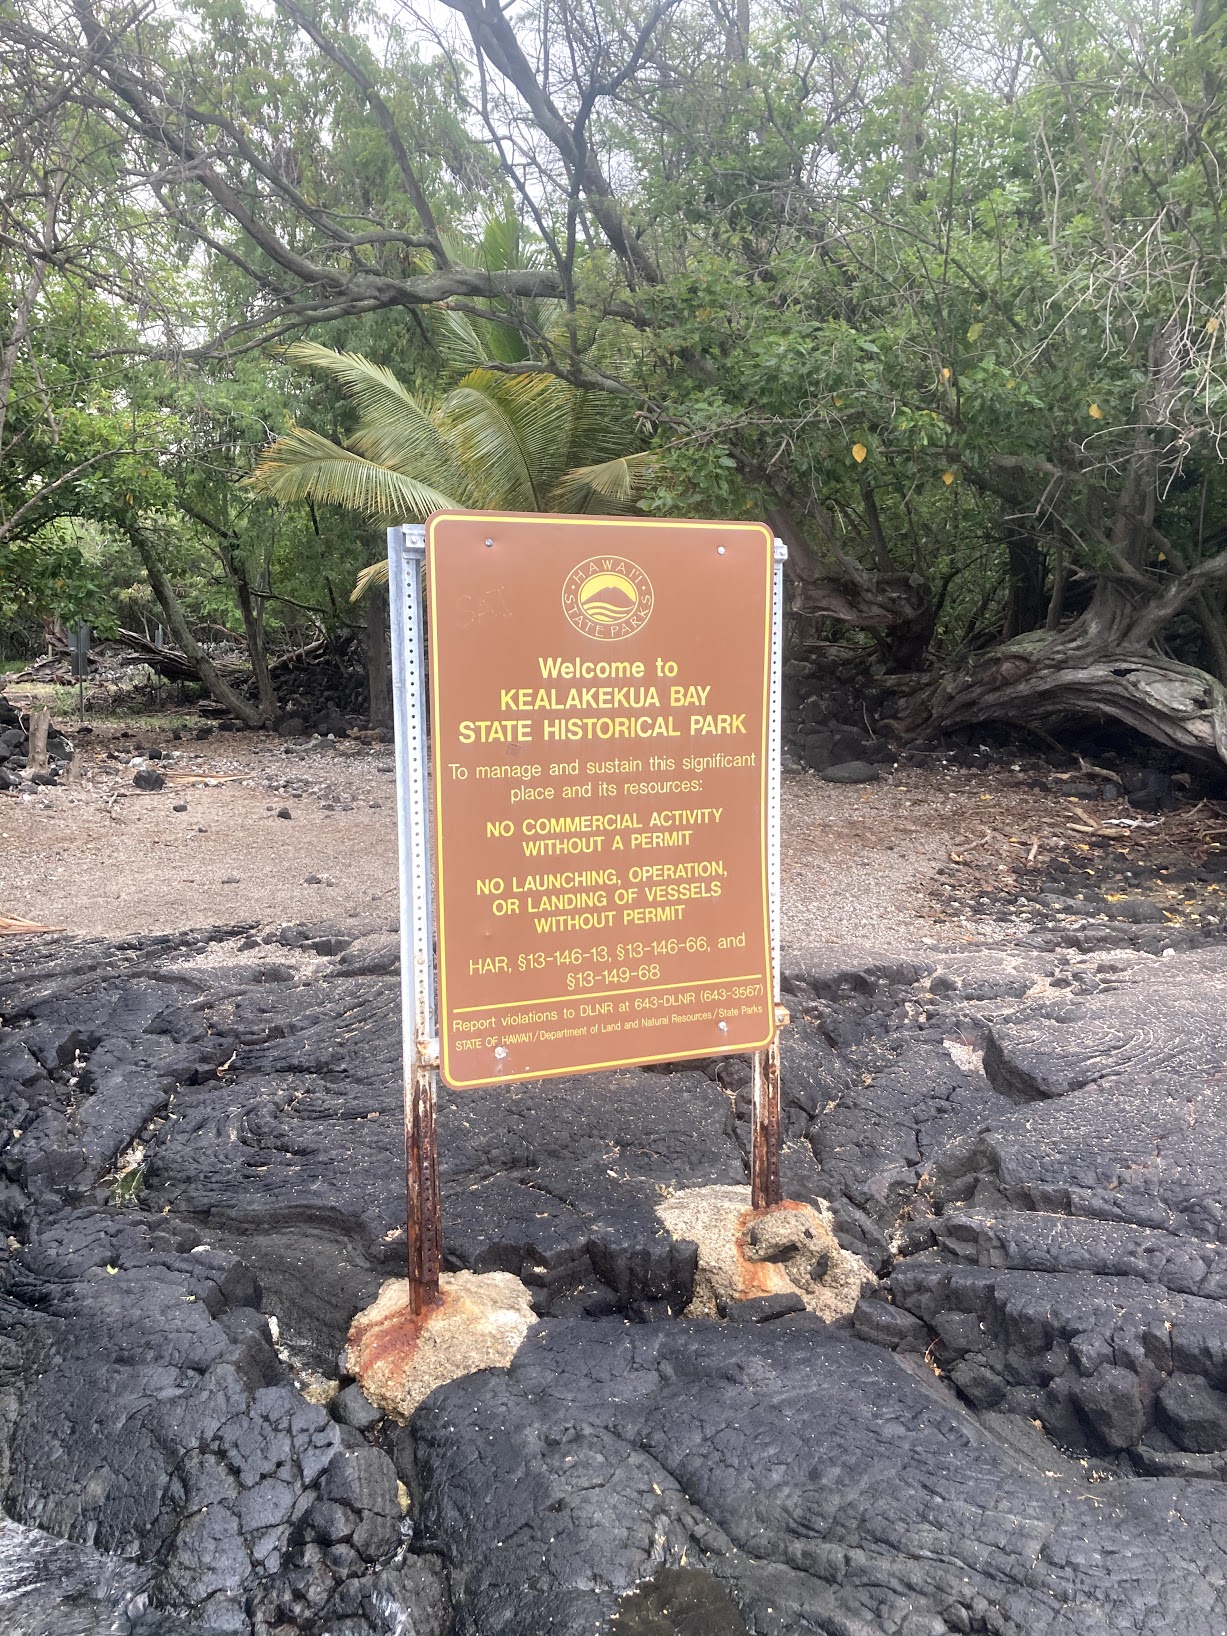 HAWAI'I
STATE PARKS
Welcome to
KEALAKEKUA BAY
STATE HISTORICAL PARK
To manage and sustain this significant
place and its resources:
NO COMMERCIAL ACTIVITY
WITHOUT A PERMIT
NO LAUNCHING, OPERATION,
OR LANDING OF VESSELS
WITHOUT PERMIT
HAR, §13-146-13, §13-146-66, and
§13-149-68
Report violations to DLNR at 643-DLNR (643-3567)
STATE OF HAWAI'I/Department of Land and Natural Resources/State Parks